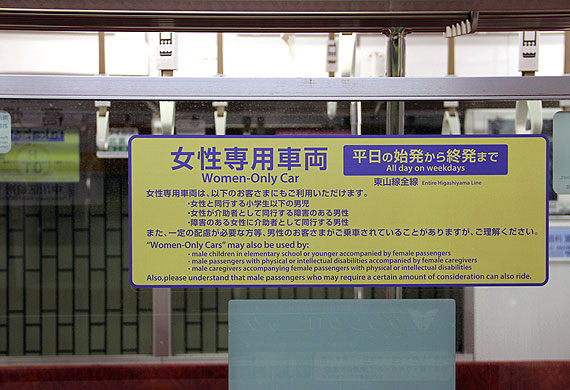 女性専用車両
Women-Only Car
平日の始発から終発まで
All day on weekdays
東山線全線 Entire Higashiyama Line
女性専用車両は、以下のお客さまにもご利用いただけます。
・女性と同行する小学生以下の男児
・女性が介助者として同行する障害のある男性
・障害のある女性に介助者として同行する男性
また、一定の配慮が必要な方等、男性のお客さまがご乗車されていることがありますが、ご理解ください。
“Women-Only Cars” may also be used by:
・male children in elementary school or younger accompanied by female passengers
・male passengers with physical or intellectual disabilities accompanied by female caregivers
・male caregivers accompanying female passengers with physical or intellectual disabilities
Also,please understand that male passengers who may require a certain amount of consideration can also ride.